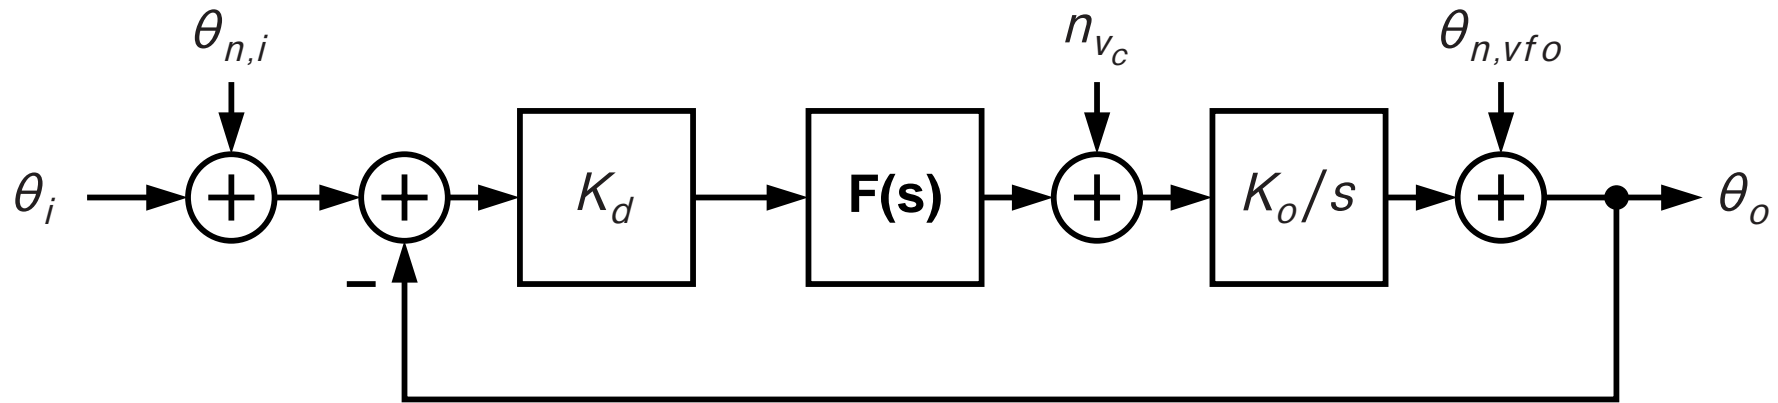 θn,i
nvc
θn,vfo
θi
+
+
Kd
F(s)
+
Ko/s
+
θo
−